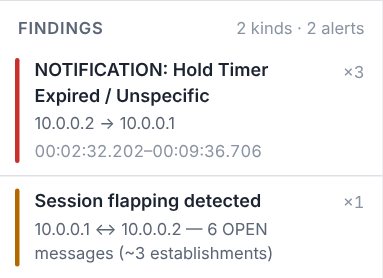 FINDINGS 2 kinds · 2 alerts
NOTIFICATION: Hold Timer ×3
Expired / Unspecific
10.0.0.2 → 10.0.0.1
00:02:32.202–00:09:36.706
Session flapping detected ×1
10.0.0.1 ↔ 10.0.0.2 — 6 OPEN
messages (~3 establishments)